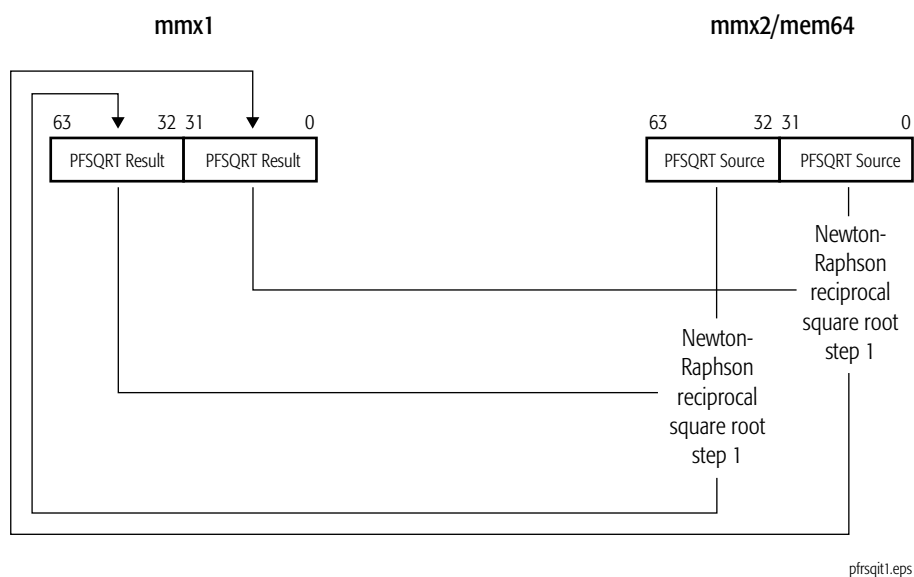 mmx1
mmx2/mem64
63 32 31 0
63 32 31 0
PFSQRT Result PFSQRT Result
PFSQRT Source PFSQRT Source
Newton-
Raphson
reciprocal
square root
step 1
Newton-
Raphson
reciprocal
square root
step 1
pfrsqit1.eps